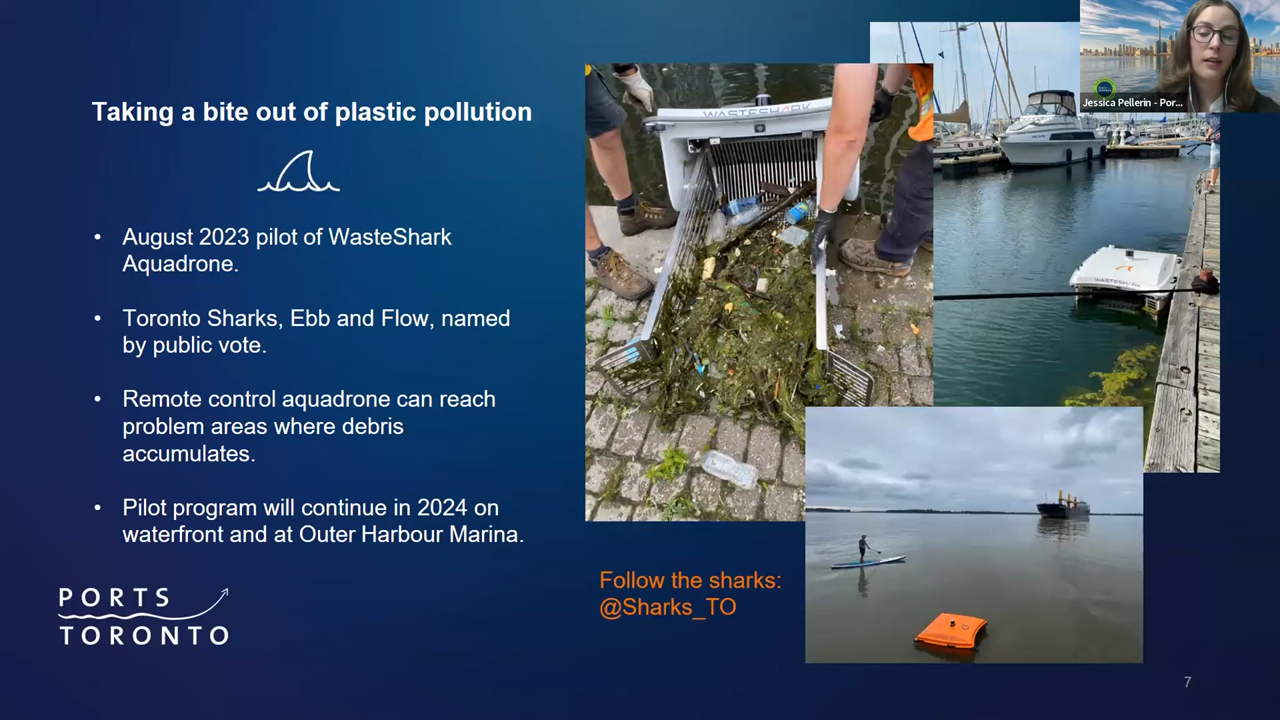 Taking a bite out of plastic pollution
• August 2023 pilot of WasteShark
Aquadrone.
• Toronto Sharks, Ebb and Flow, named
by public vote.
• Remote control aquadrone can reach
problem areas where debris
accumulates.
• Pilot program will continue in 2024 on
waterfront and at Outer Harbour Marina.
PORTS
TORONTO
WASTESHARK
WASTESHARK
Follow the sharks:
@Sharks_TO
Jessica Pellerin - Por...
7